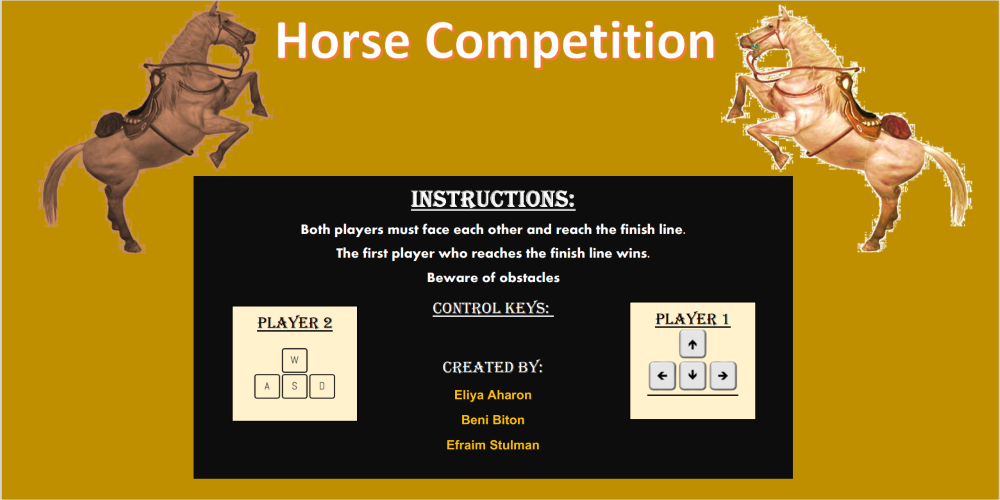 Horse Competition
INSTRUCTIONS:
Both players must face each other and reach the finish line.
The first player who reaches the finish line wins.
Beware of obstacles
CONTROL KEYS:
PLAYER 2
W
A S D
PLAYER 1
↑
← ↓ →
CREATED BY:
Eliya Aharon
Beni Biton
Efraim Stulman